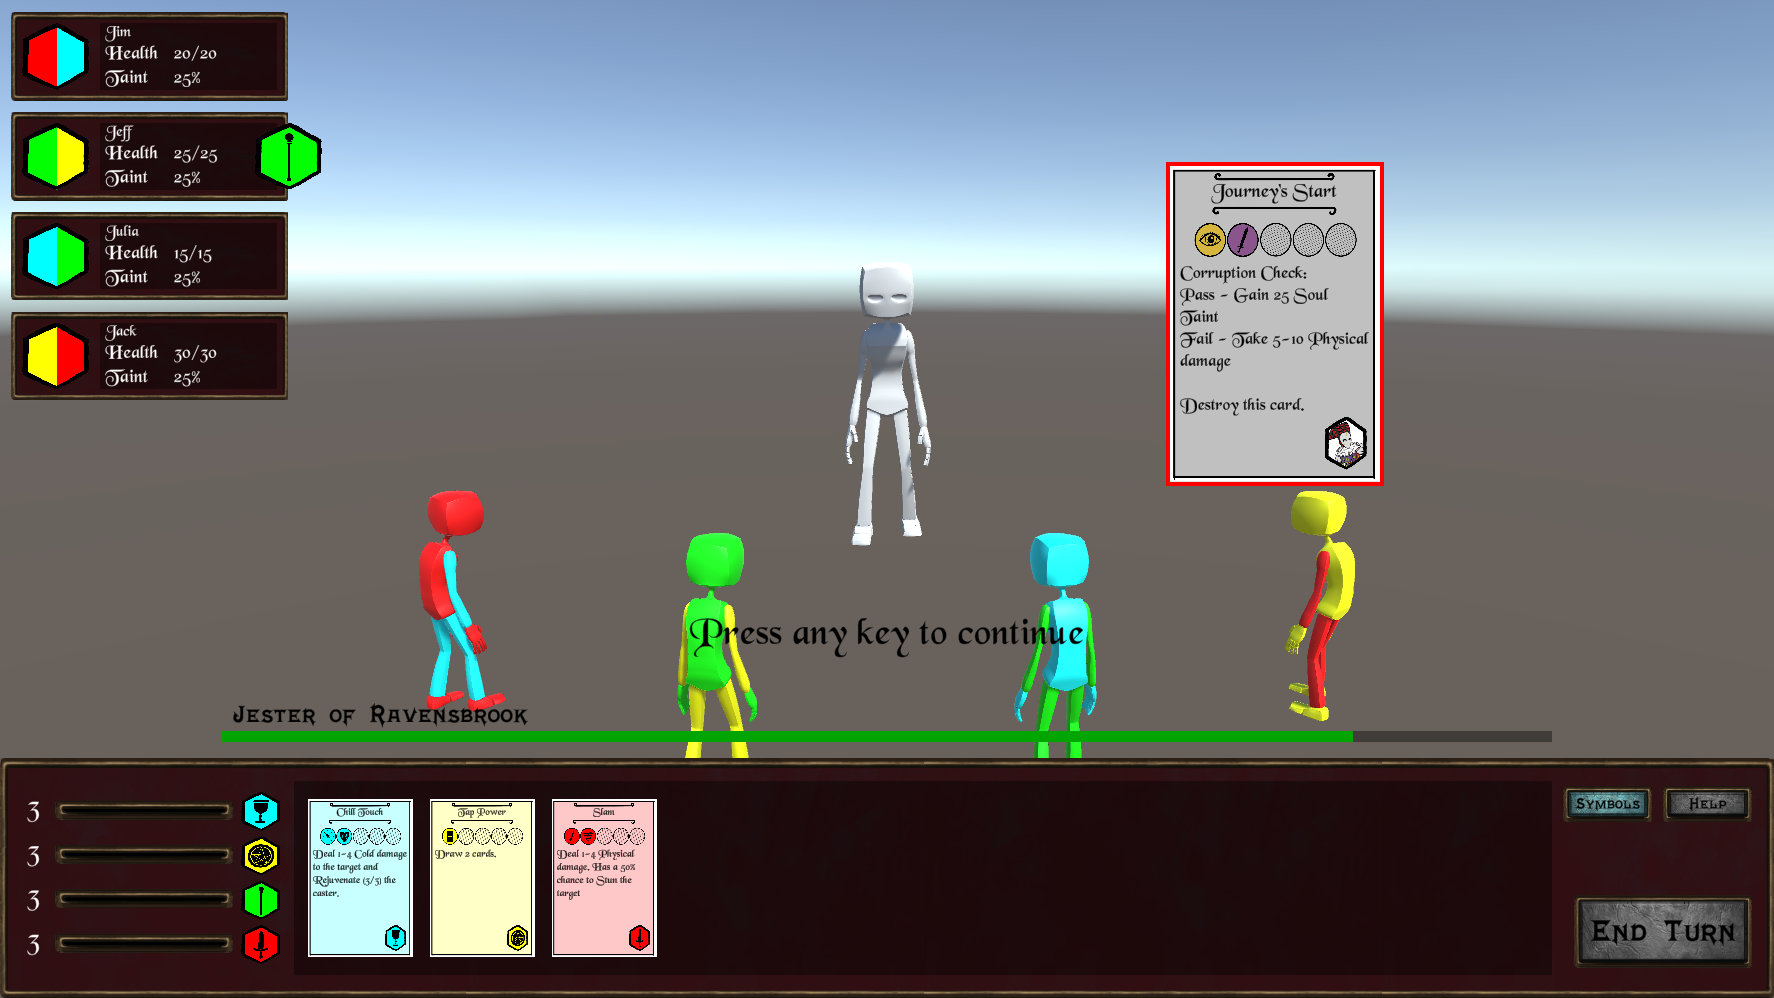 Jim
Health 20/20
Taint 25%
Jeff
Health 25/25
Taint 25%
Julia
Health 15/15
Taint 25%
Jack
Health 30/30
Taint 25%
Journey's Start
Corruption Check:
Pass - Gain 25 Soul
Taint
Fail - Take 5-10 Physical
damage
Destroy this card.
Press any key to continue
Jester of Ravensbrook
3
3
3
3
Chill Touch
Deal 1-4 Cold damage
to the target and
Rejuvenate (3/3) the
caster.
Tap Power
Draw 2 cards.
Slam
Deal 1-4 Physical
damage. Has a 50%
chance to Stun the
target
Symbols
Help
End Turn